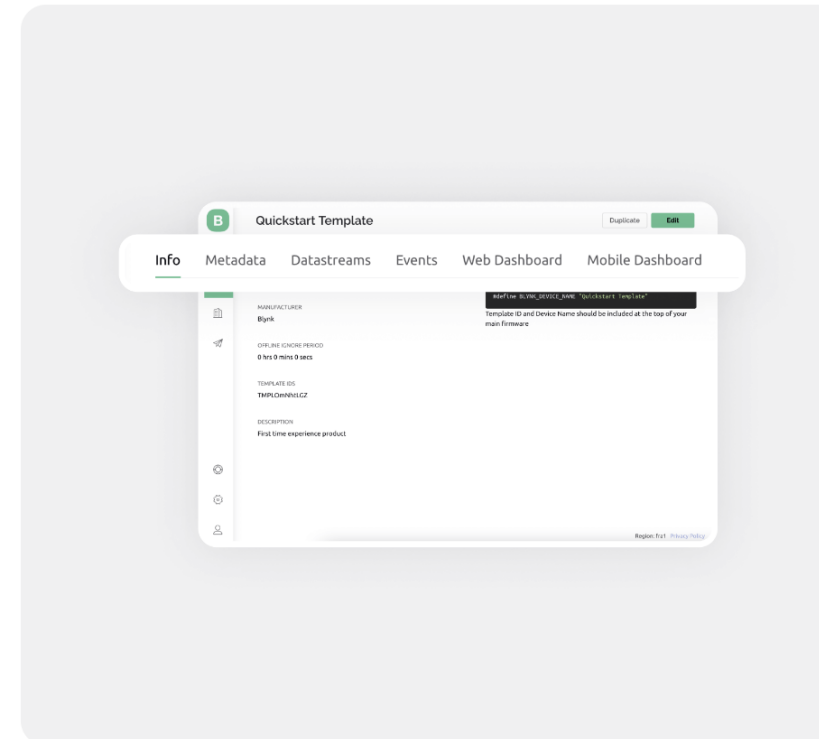 B
Quickstart Template
Duplicate
Edit
Info
Metadata
Datastreams
Events
Web Dashboard
Mobile Dashboard
#define BLYNK_DEVICE_NAME "Quickstart Template"
Template ID and Device Name should be included at the top of your
main firmware
MANUFACTURER
Blynk
OFFLINE IGNORE PERIOD
0 hrs 0 mins 0 secs
TEMPLATE IDS
DESCRIPTION
First time experience product
Region: fra1
Privacy Policy